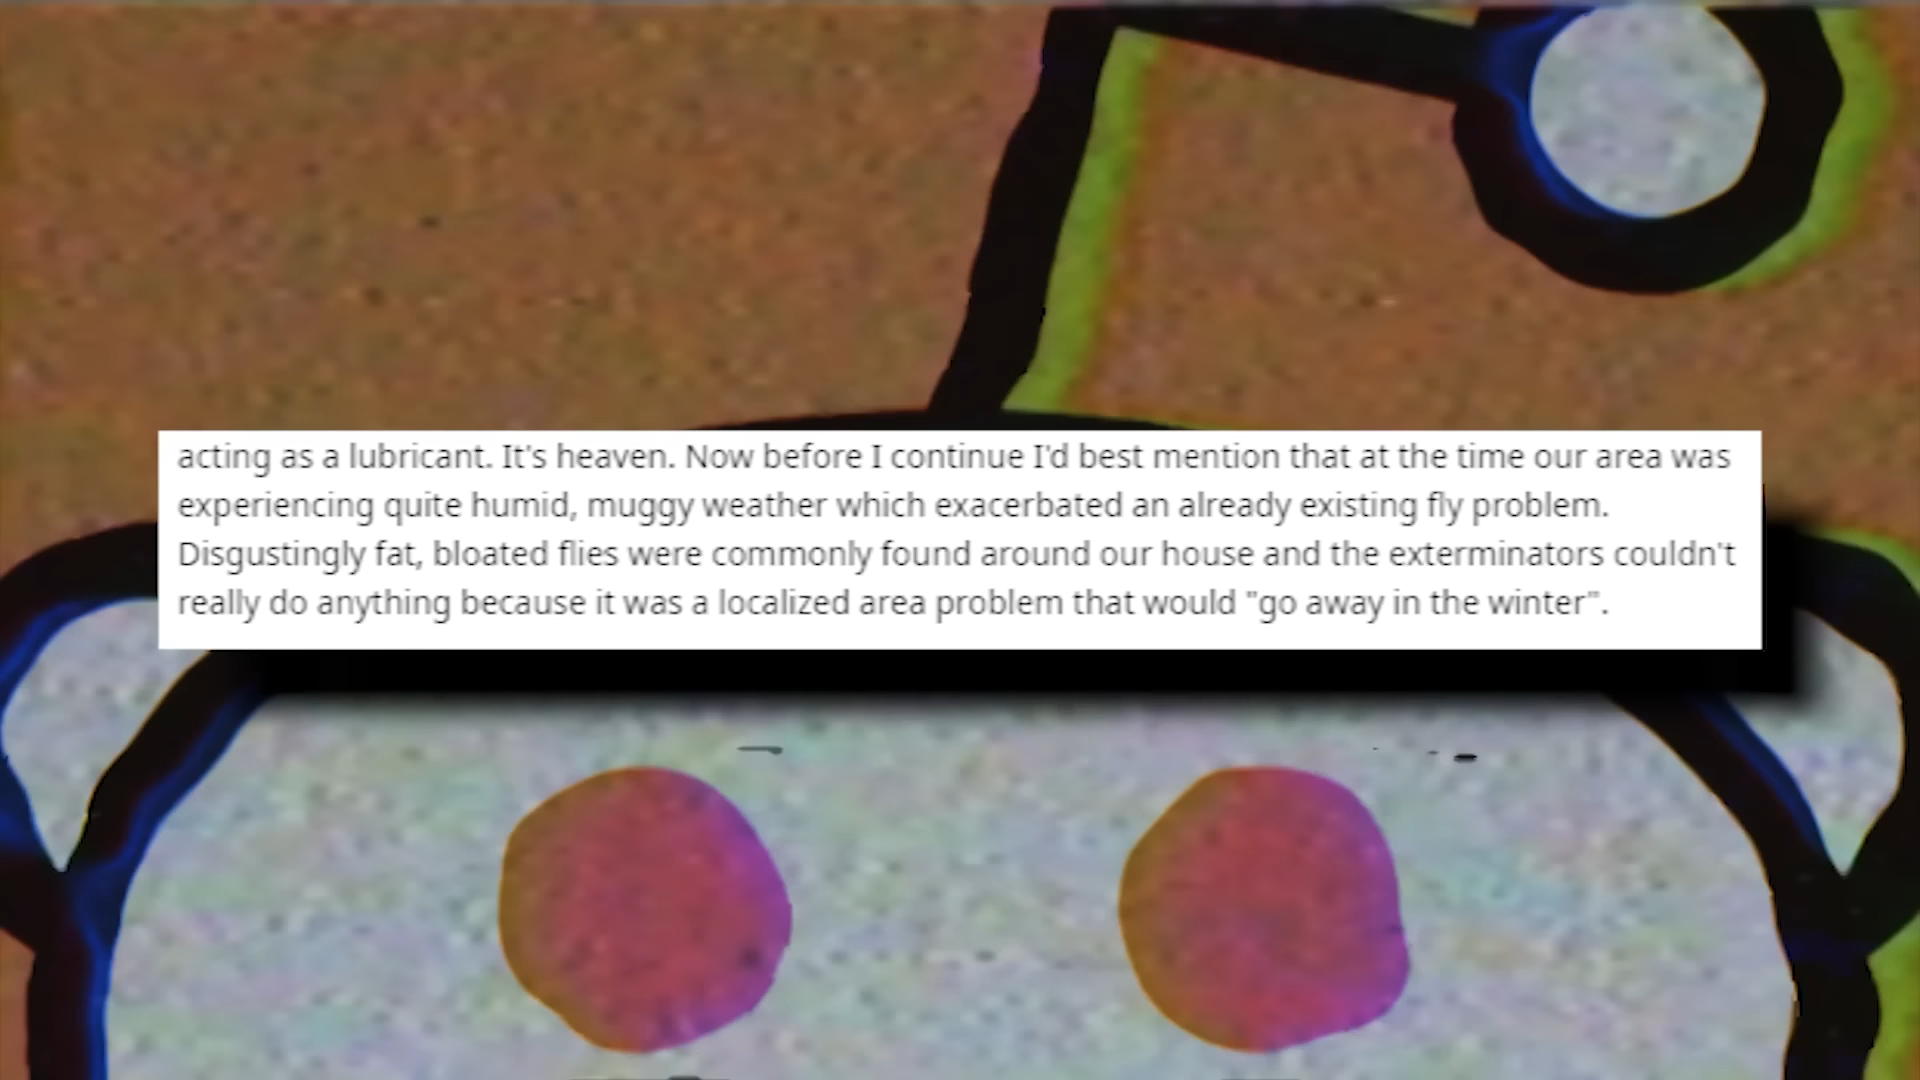 acting as a lubricant. It's heaven. Now before I continue I'd best mention that at the time our area was
experiencing quite humid, muggy weather which exacerbated an already existing fly problem.
Disgustingly fat, bloated flies were commonly found around our house and the exterminators couldn't
really do anything because it was a localized area problem that would "go away in the winter".